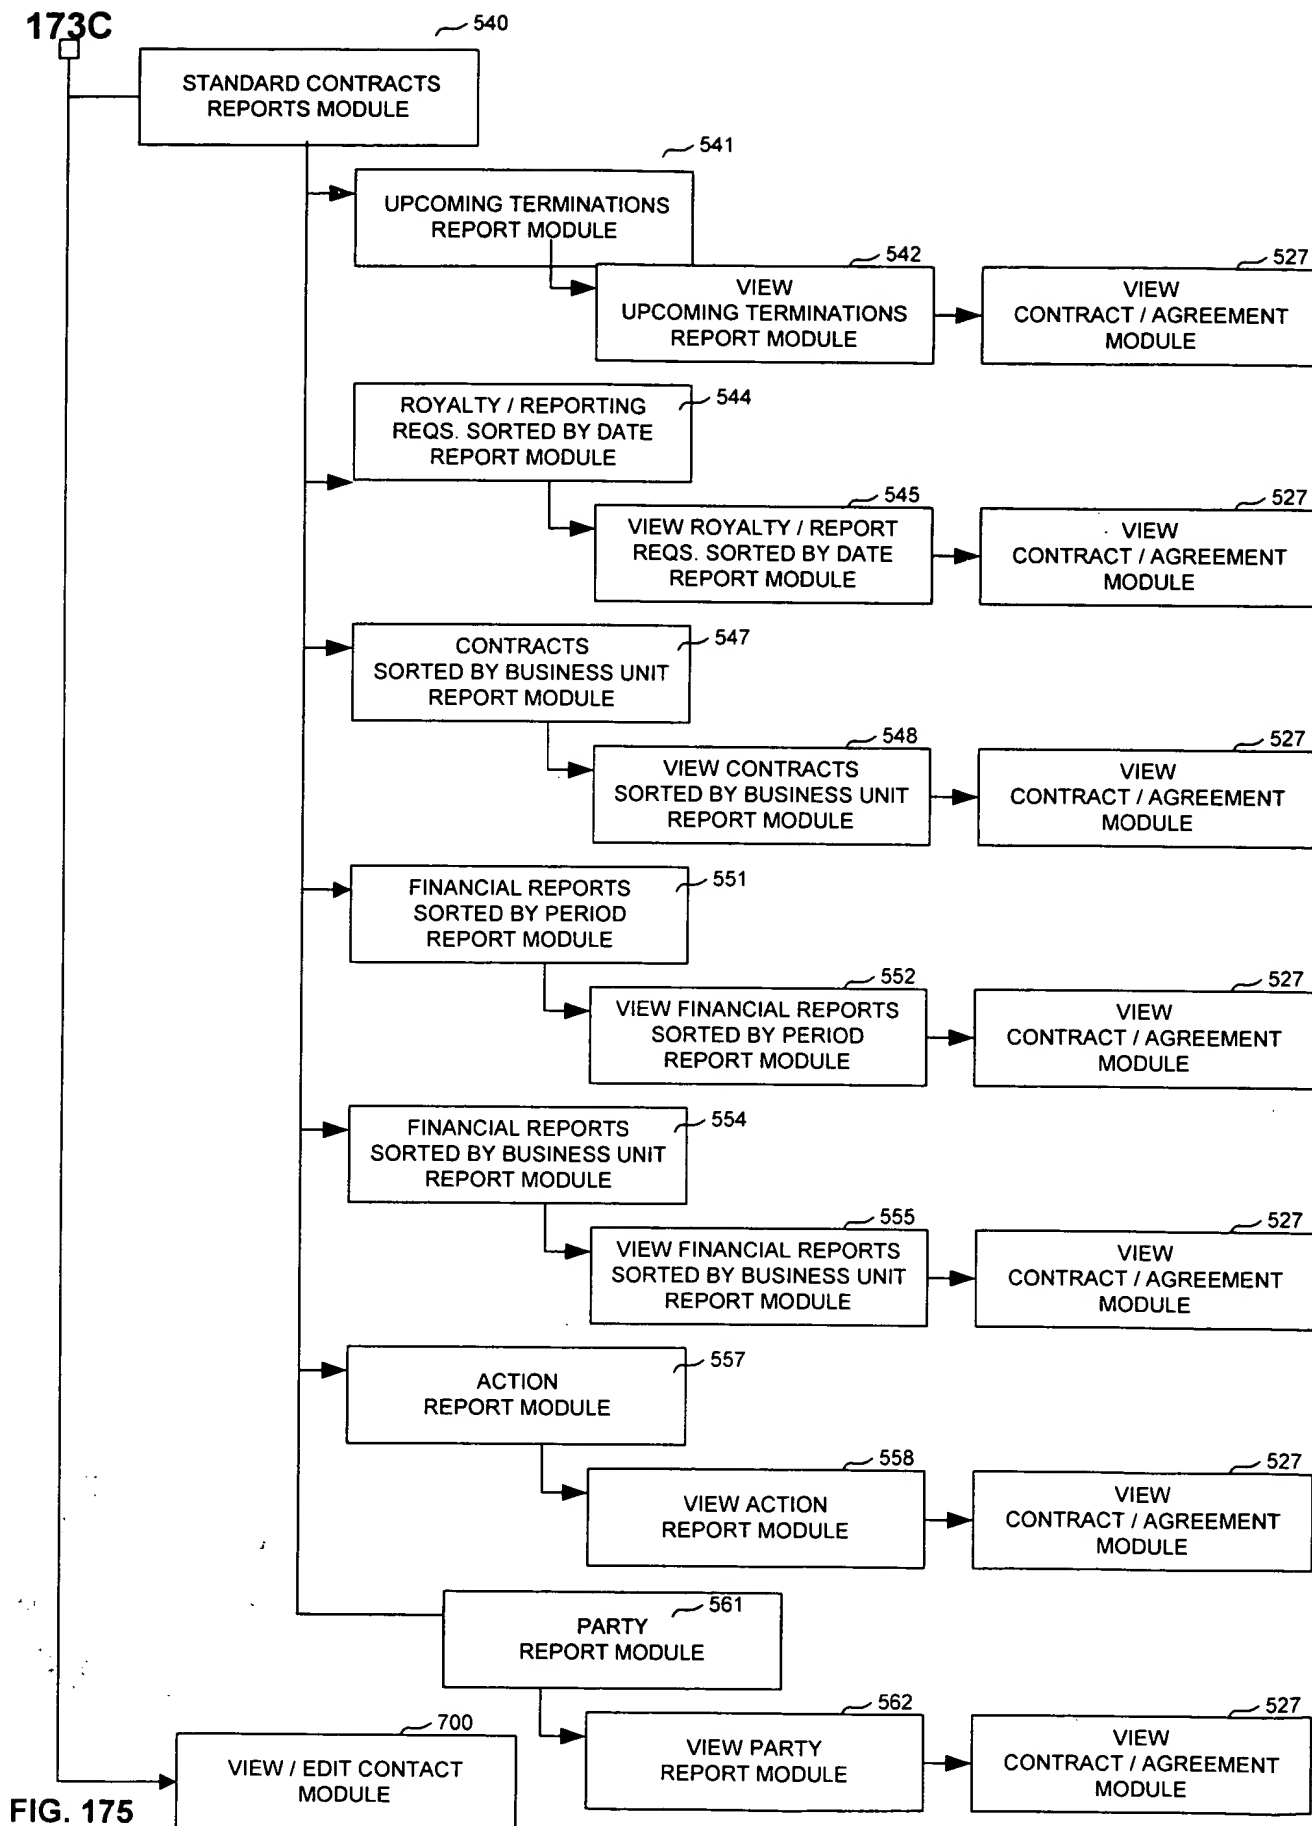 173C
540
STANDARD CONTRACTS
REPORTS MODULE
541
UPCOMING TERMINATIONS
REPORT MODULE
542
VIEW
UPCOMING TERMINATIONS
REPORT MODULE
527
VIEW
CONTRACT / AGREEMENT
MODULE
544
ROYALTY / REPORTING
REQS. SORTED BY DATE
REPORT MODULE
545
VIEW ROYALTY / REPORT
REQS. SORTED BY DATE
REPORT MODULE
527
VIEW
CONTRACT / AGREEMENT
MODULE
547
CONTRACTS
SORTED BY BUSINESS UNIT
REPORT MODULE
548
VIEW CONTRACTS
SORTED BY BUSINESS UNIT
REPORT MODULE
527
VIEW
CONTRACT / AGREEMENT
MODULE
551
FINANCIAL REPORTS
SORTED BY PERIOD
REPORT MODULE
552
VIEW FINANCIAL REPORTS
SORTED BY PERIOD
REPORT MODULE
527
VIEW
CONTRACT / AGREEMENT
MODULE
554
FINANCIAL REPORTS
SORTED BY BUSINESS UNIT
REPORT MODULE
555
VIEW FINANCIAL REPORTS
SORTED BY BUSINESS UNIT
REPORT MODULE
527
VIEW
CONTRACT / AGREEMENT
MODULE
557
ACTION
REPORT MODULE
558
VIEW ACTION
REPORT MODULE
527
VIEW
CONTRACT / AGREEMENT
MODULE
561
PARTY
REPORT MODULE
562
VIEW PARTY
REPORT MODULE
527
VIEW
CONTRACT / AGREEMENT
MODULE
700
VIEW / EDIT CONTACT
MODULE
FIG. 175